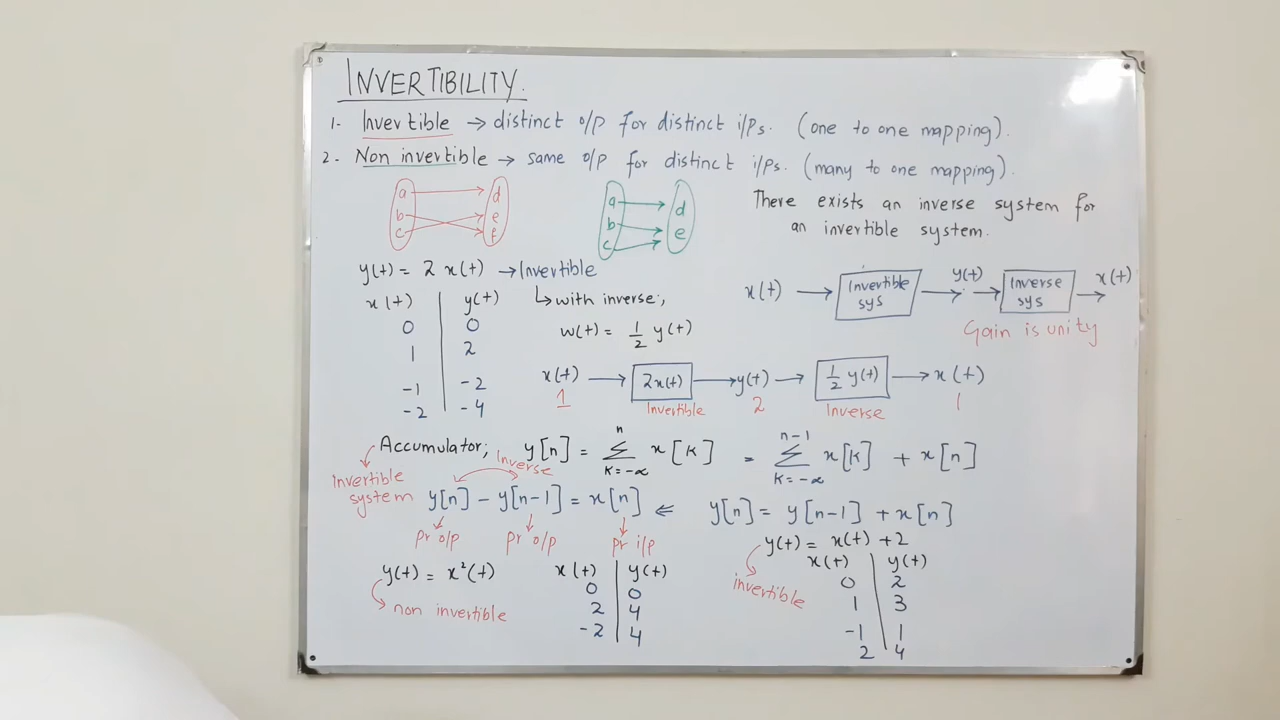 INVERTIBILITY.
1- Invertible → distinct o/p for distinct i/ps. (one to one mapping).
2- Non invertible → same o/p for distinct i/ps. (many to one mapping).
a d
b e
c f
a d
b e
c
There exists an inverse system for
an invertible system.
y(t) = 2 x(t) → Invertible
↳ with inverse;,
w(t) = 1/2 y(t)
x(t) | y(t)
0 | 0
1 | 2
-1 | -2
-2 | -4
x(t) → Invertible sys → y(t) → Inverse sys → x(t)
Gain is unity
x(t) → 2x(t) → y(t) → 1/2 y(t) → x(t)
1 Invertible 2 Inverse 1
Accumulator; y[n] = Σ_{k=-∞}^{n} x[k] = Σ_{k=-∞}^{n-1} x[k] + x[n]
Invertible system
Inverse
y[n] - y[n-1] = x[n] ⇐ y[n] = y[n-1] + x[n]
pr o/p pr o/p pr i/p
y(t) = x²(t)
non invertible
x(t) | y(t)
0 | 0
2 | 4
-2 | 4
y(t) = x(t) + 2
invertible
x(t) | y(t)
0 | 2
1 | 3
-1 | 1
2 | 4